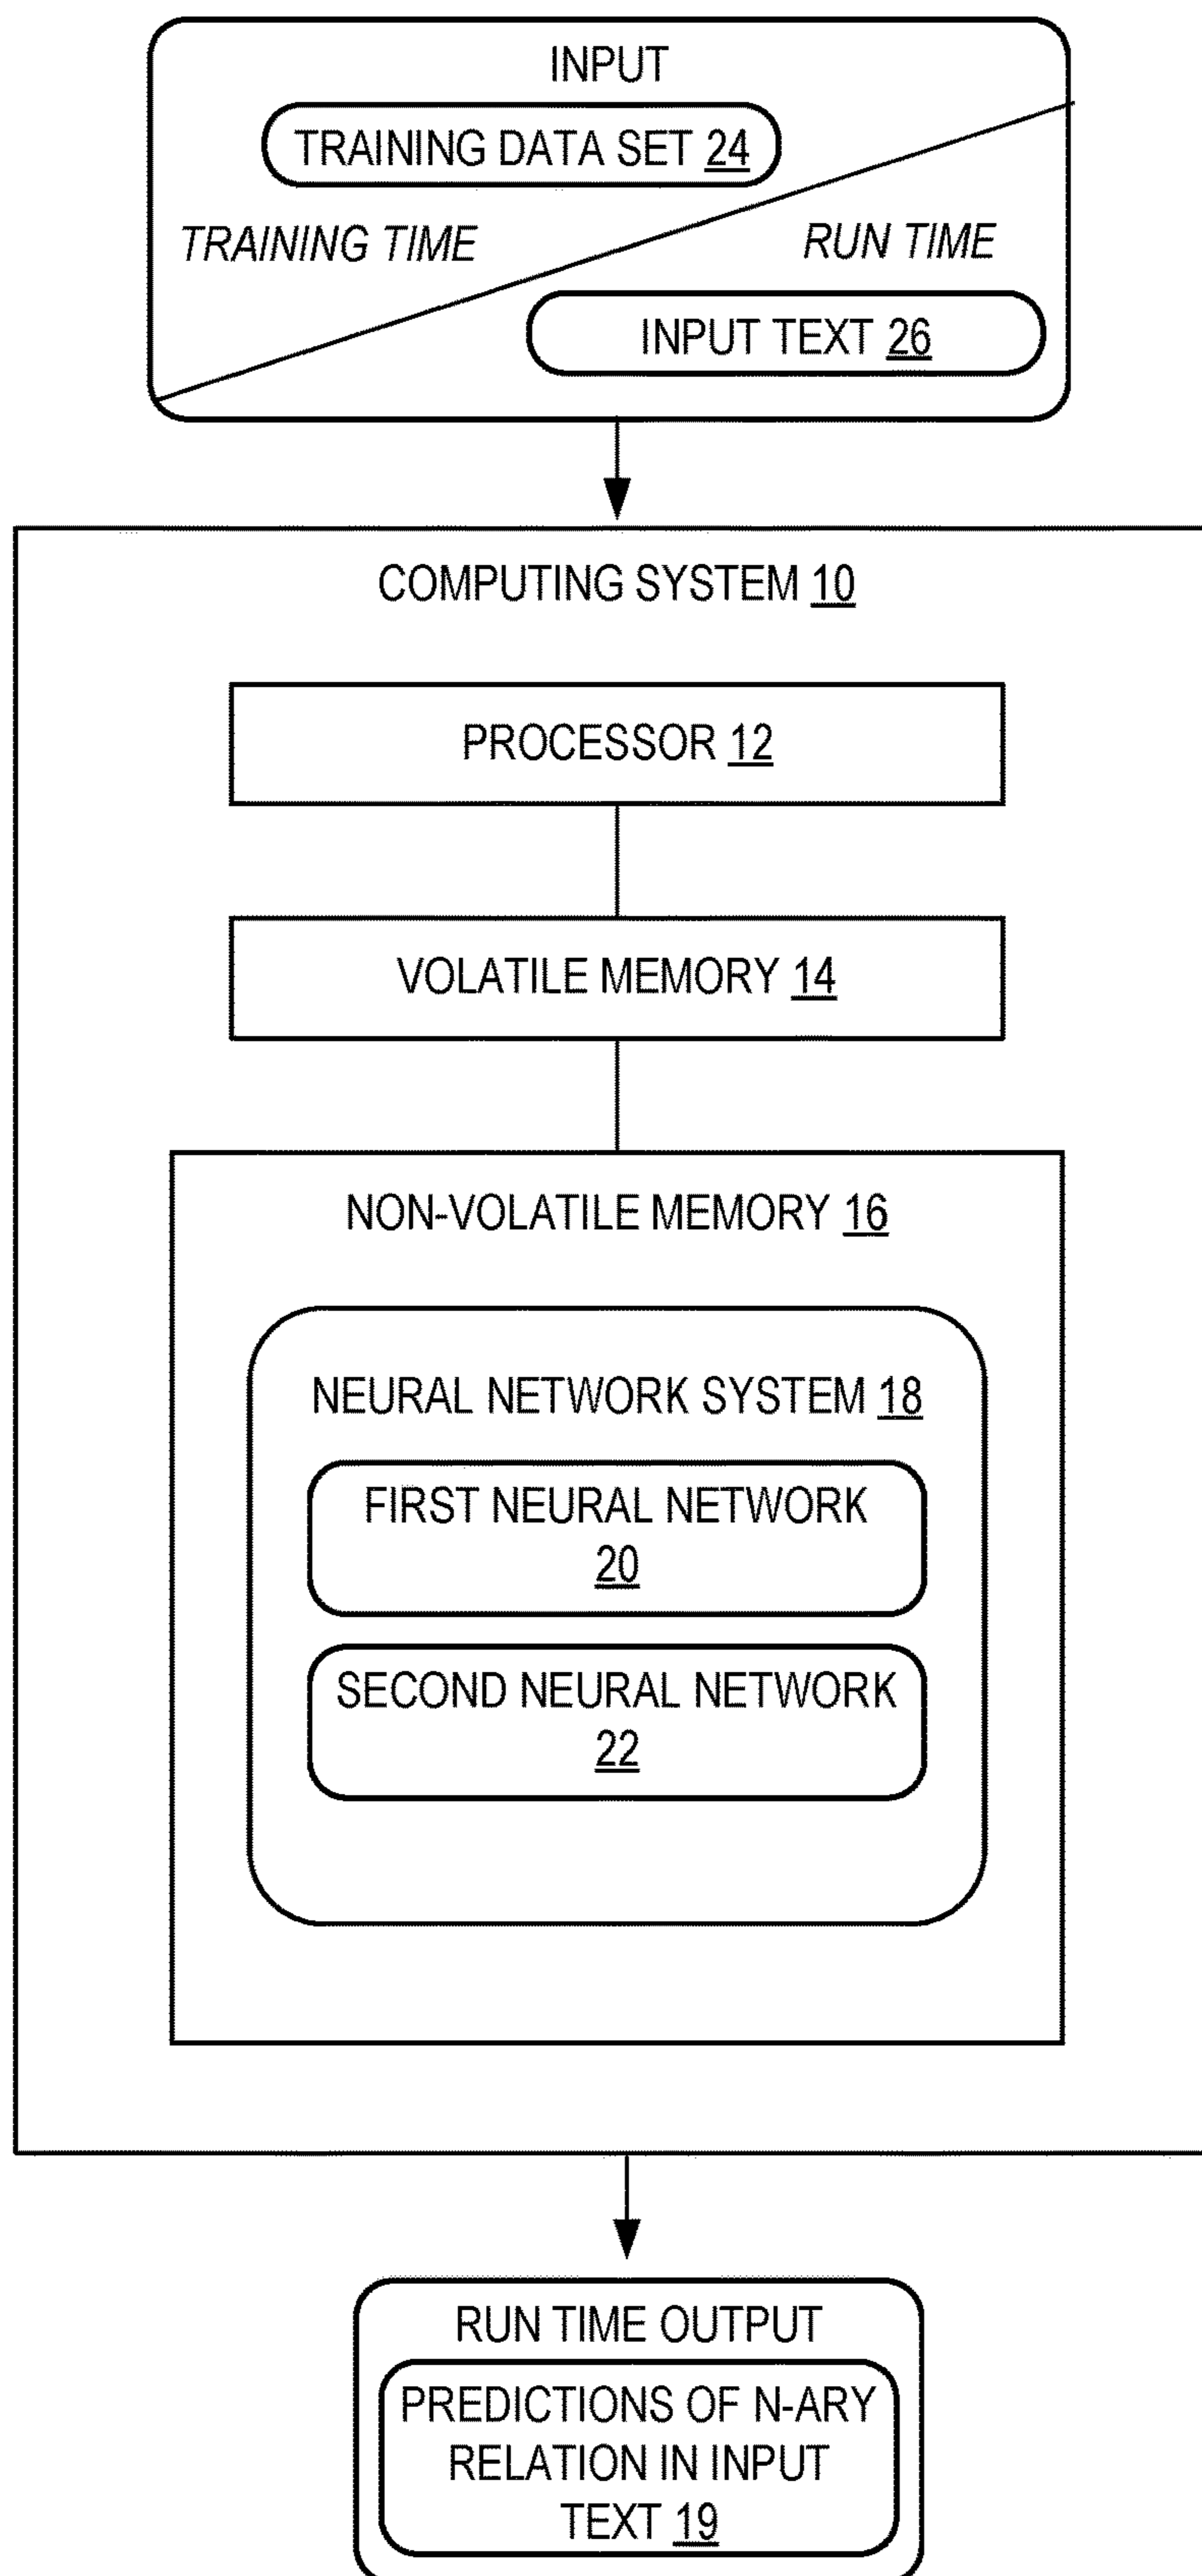 INPUT
TRAINING DATA SET 24
TRAINING TIME
RUN TIME
INPUT TEXT 26
COMPUTING SYSTEM 10
PROCESSOR 12
VOLATILE MEMORY 14
NON-VOLATILE MEMORY 16
NEURAL NETWORK SYSTEM 18
FIRST NEURAL NETWORK
20
SECOND NEURAL NETWORK
22
RUN TIME OUTPUT
PREDICTIONS OF N-ARY
RELATION IN INPUT
TEXT 19